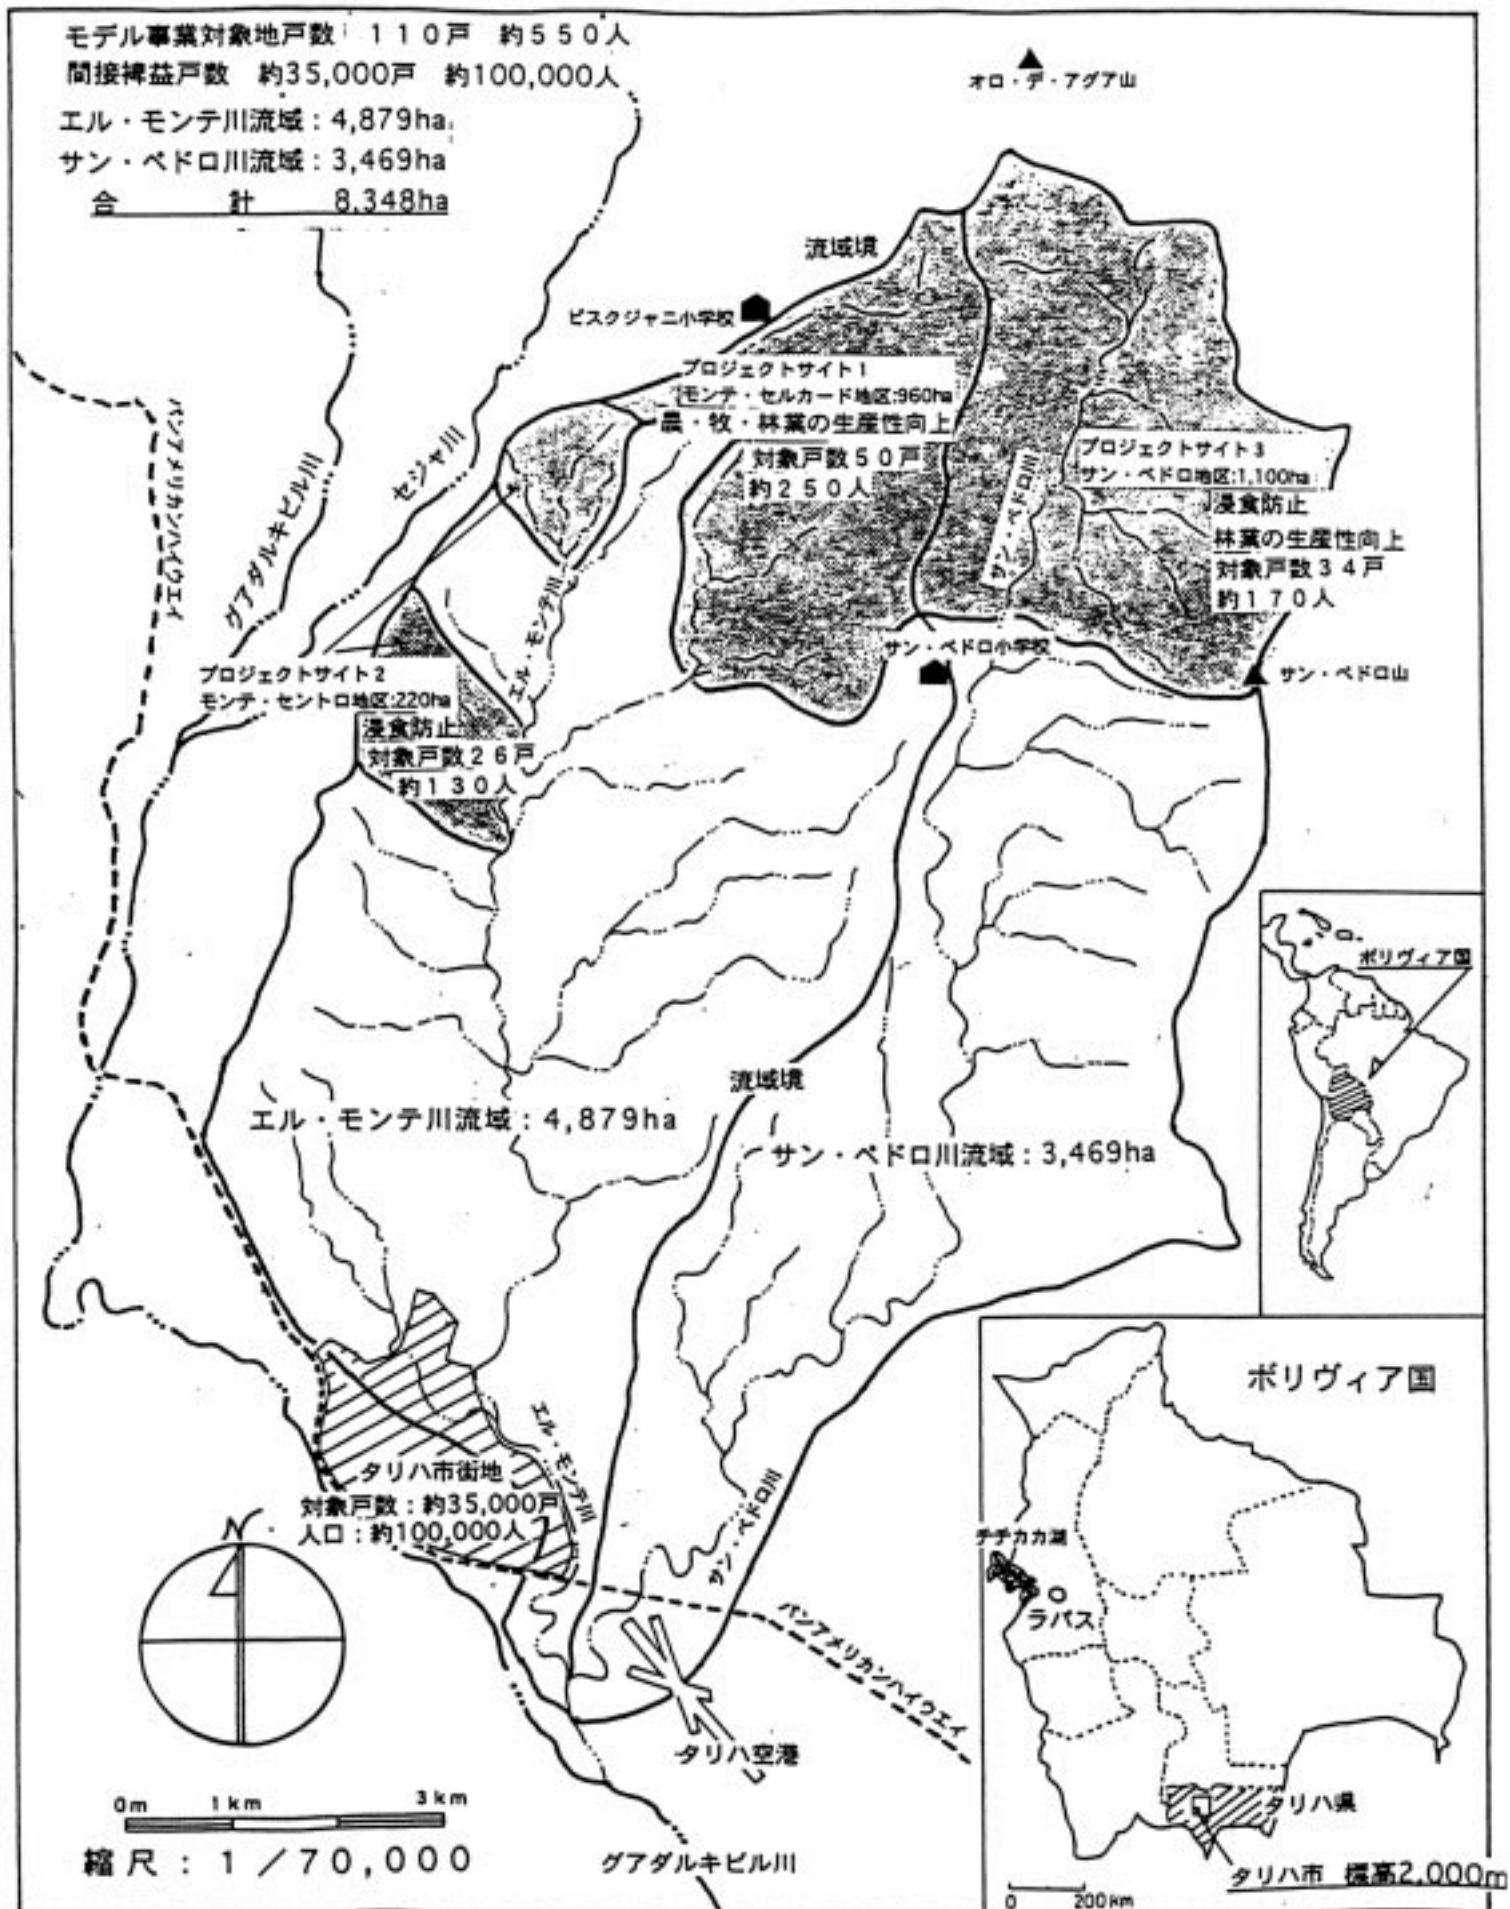 モデル事業対象地戸数 110戸 約550人
間接裨益戸数 約35,000戸 約100,000人
エル・モンテ川流域：4,879ha
サン・ペドロ川流域：3,469ha
合 計 8,348ha
オロ・デ・アグア山
流域境
ピスクジャニ小学校
プロジェクトサイト1
モンテ・セルカード地区:960ha
農・牧・林業の生産性向上
対象戸数50戸
約250人
プロジェクトサイト3
サン・ペドロ地区:1,100ha
浸食防止
林業の生産性向上
対象戸数34戸
約170人
パンアメリカンハイウエイ
グアダルキビル川
セジャ川
エル・モンテ川
サン・ペドロ川
サン・ペドロ小学校
サン・ペドロ山
プロジェクトサイト2
モンテ・セントロ地区:220ha
浸食防止
対象戸数26戸
約130人
ボリヴィア国
流域境
エル・モンテ川流域：4,879ha
サン・ペドロ川流域：3,469ha
ボリヴィア国
エル・モンテ川
タリハ市街地
対象戸数：約35,000戸
人口：約100,000人
サン・ペドロ川
チチカカ湖
ラパス
N
パンアメリカンハイウエイ
タリハ空港
タリハ県
0m 1km 3km
縮尺：1／70,000
グアダルキビル川
タリハ市 標高2,000m
0 200km